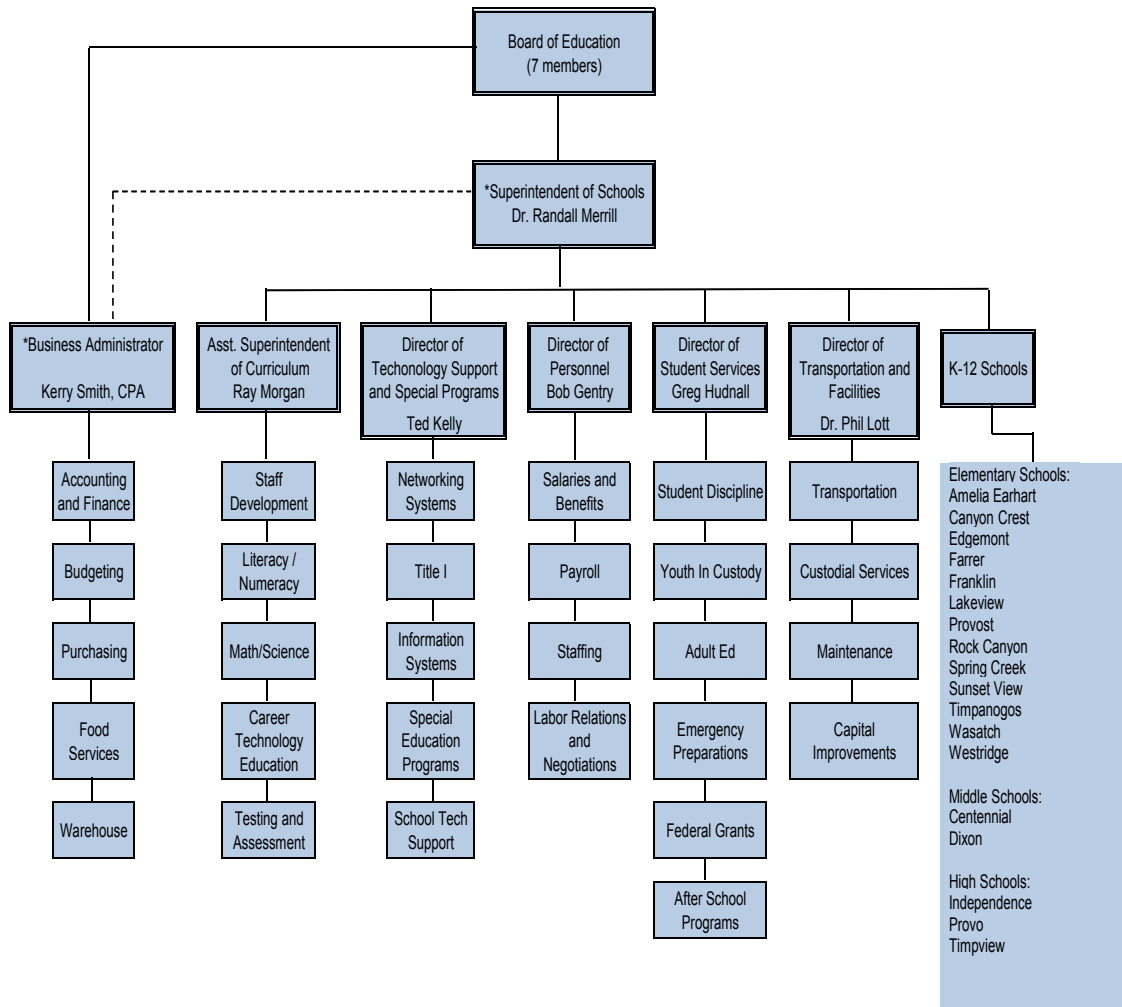 Board of Education
(7 members)
*Superintendent of Schools
Dr. Randall Merrill
*Business Administrator
Kerry Smith, CPA
Asst. Superintendent
of Curriculum
Ray Morgan
Director of
Techonology Support
and Special Programs
Ted Kelly
Director of
Personnel
Bob Gentry
Director of
Student Services
Greg Hudnall
Director of
Transportation and
Facilities
Dr. Phil Lott
K-12 Schools
Accounting
and Finance
Budgeting
Purchasing
Food
Services
Warehouse
Staff
Development
Literacy /
Numeracy
Math/Science
Career
Technology
Education
Testing and
Assessment
Networking
Systems
Title I
Information
Systems
Special
Education
Programs
School Tech
Support
Salaries and
Benefits
Payroll
Staffing
Labor Relations
and
Negotiations
Student Discipline
Youth In Custody
Adult Ed
Emergency
Preparations
Federal Grants
After School
Programs
Transportation
Custodial Services
Maintenance
Capital
Improvements
Elementary Schools:
Amelia Earhart
Canyon Crest
Edgemont
Farrer
Franklin
Lakeview
Provost
Rock Canyon
Spring Creek
Sunset View
Timpanogos
Wasatch
Westridge
Middle Schools:
Centennial
Dixon
High Schools:
Independence
Provo
Timpview